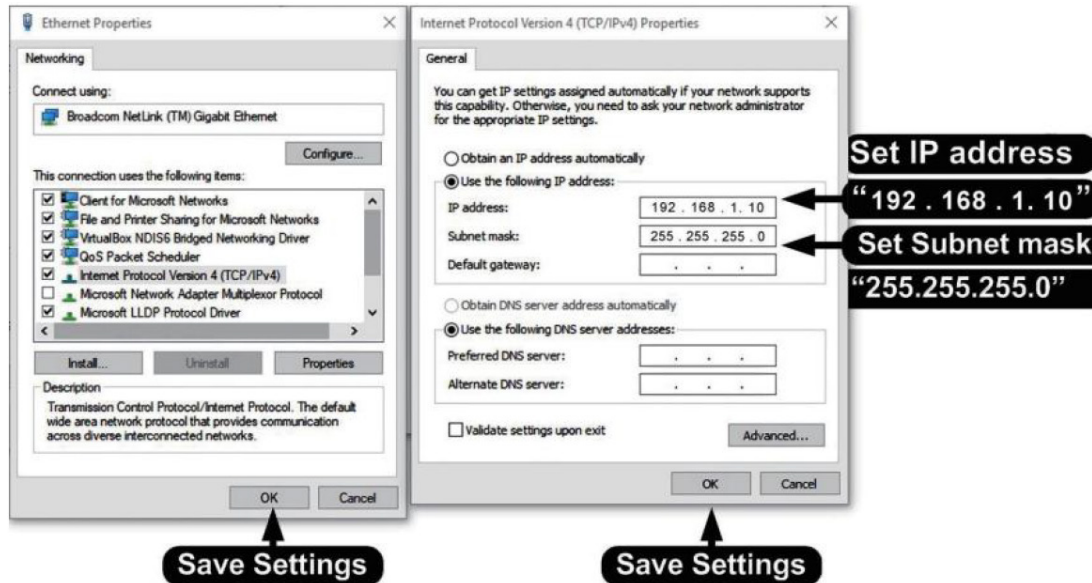 Ethernet Properties
Networking
Connect using:
Broadcom NetLink (TM) Gigabit Ethernet
Configure...
This connection uses the following items:
Client for Microsoft Networks
File and Printer Sharing for Microsoft Networks
VirtualBox NDIS6 Bridged Networking Driver
QoS Packet Scheduler
Internet Protocol Version 4 (TCP/IPv4)
Microsoft Network Adapter Multiplexor Protocol
Microsoft LLDP Protocol Driver
Install... Uninstall Properties
Description
Transmission Control Protocol/Internet Protocol. The default
wide area network protocol that provides communication
across diverse interconnected networks.
OK Cancel
Save Settings
Internet Protocol Version 4 (TCP/IPv4) Properties
General
You can get IP settings assigned automatically if your network supports
this capability. Otherwise, you need to ask your network administrator
for the appropriate IP settings.
Obtain an IP address automatically
Use the following IP address:
IP address: 192 . 168 . 1. 10
Subnet mask: 255 . 255 . 255 . 0
Default gateway: . . .
Obtain DNS server address automatically
Use the following DNS server addresses:
Preferred DNS server: . . .
Alternate DNS server: . . .
Validate settings upon exit
Advanced...
OK Cancel
Save Settings
Set IP address
“192 . 168 . 1. 10”
Set Subnet mask
“255.255.255.0”